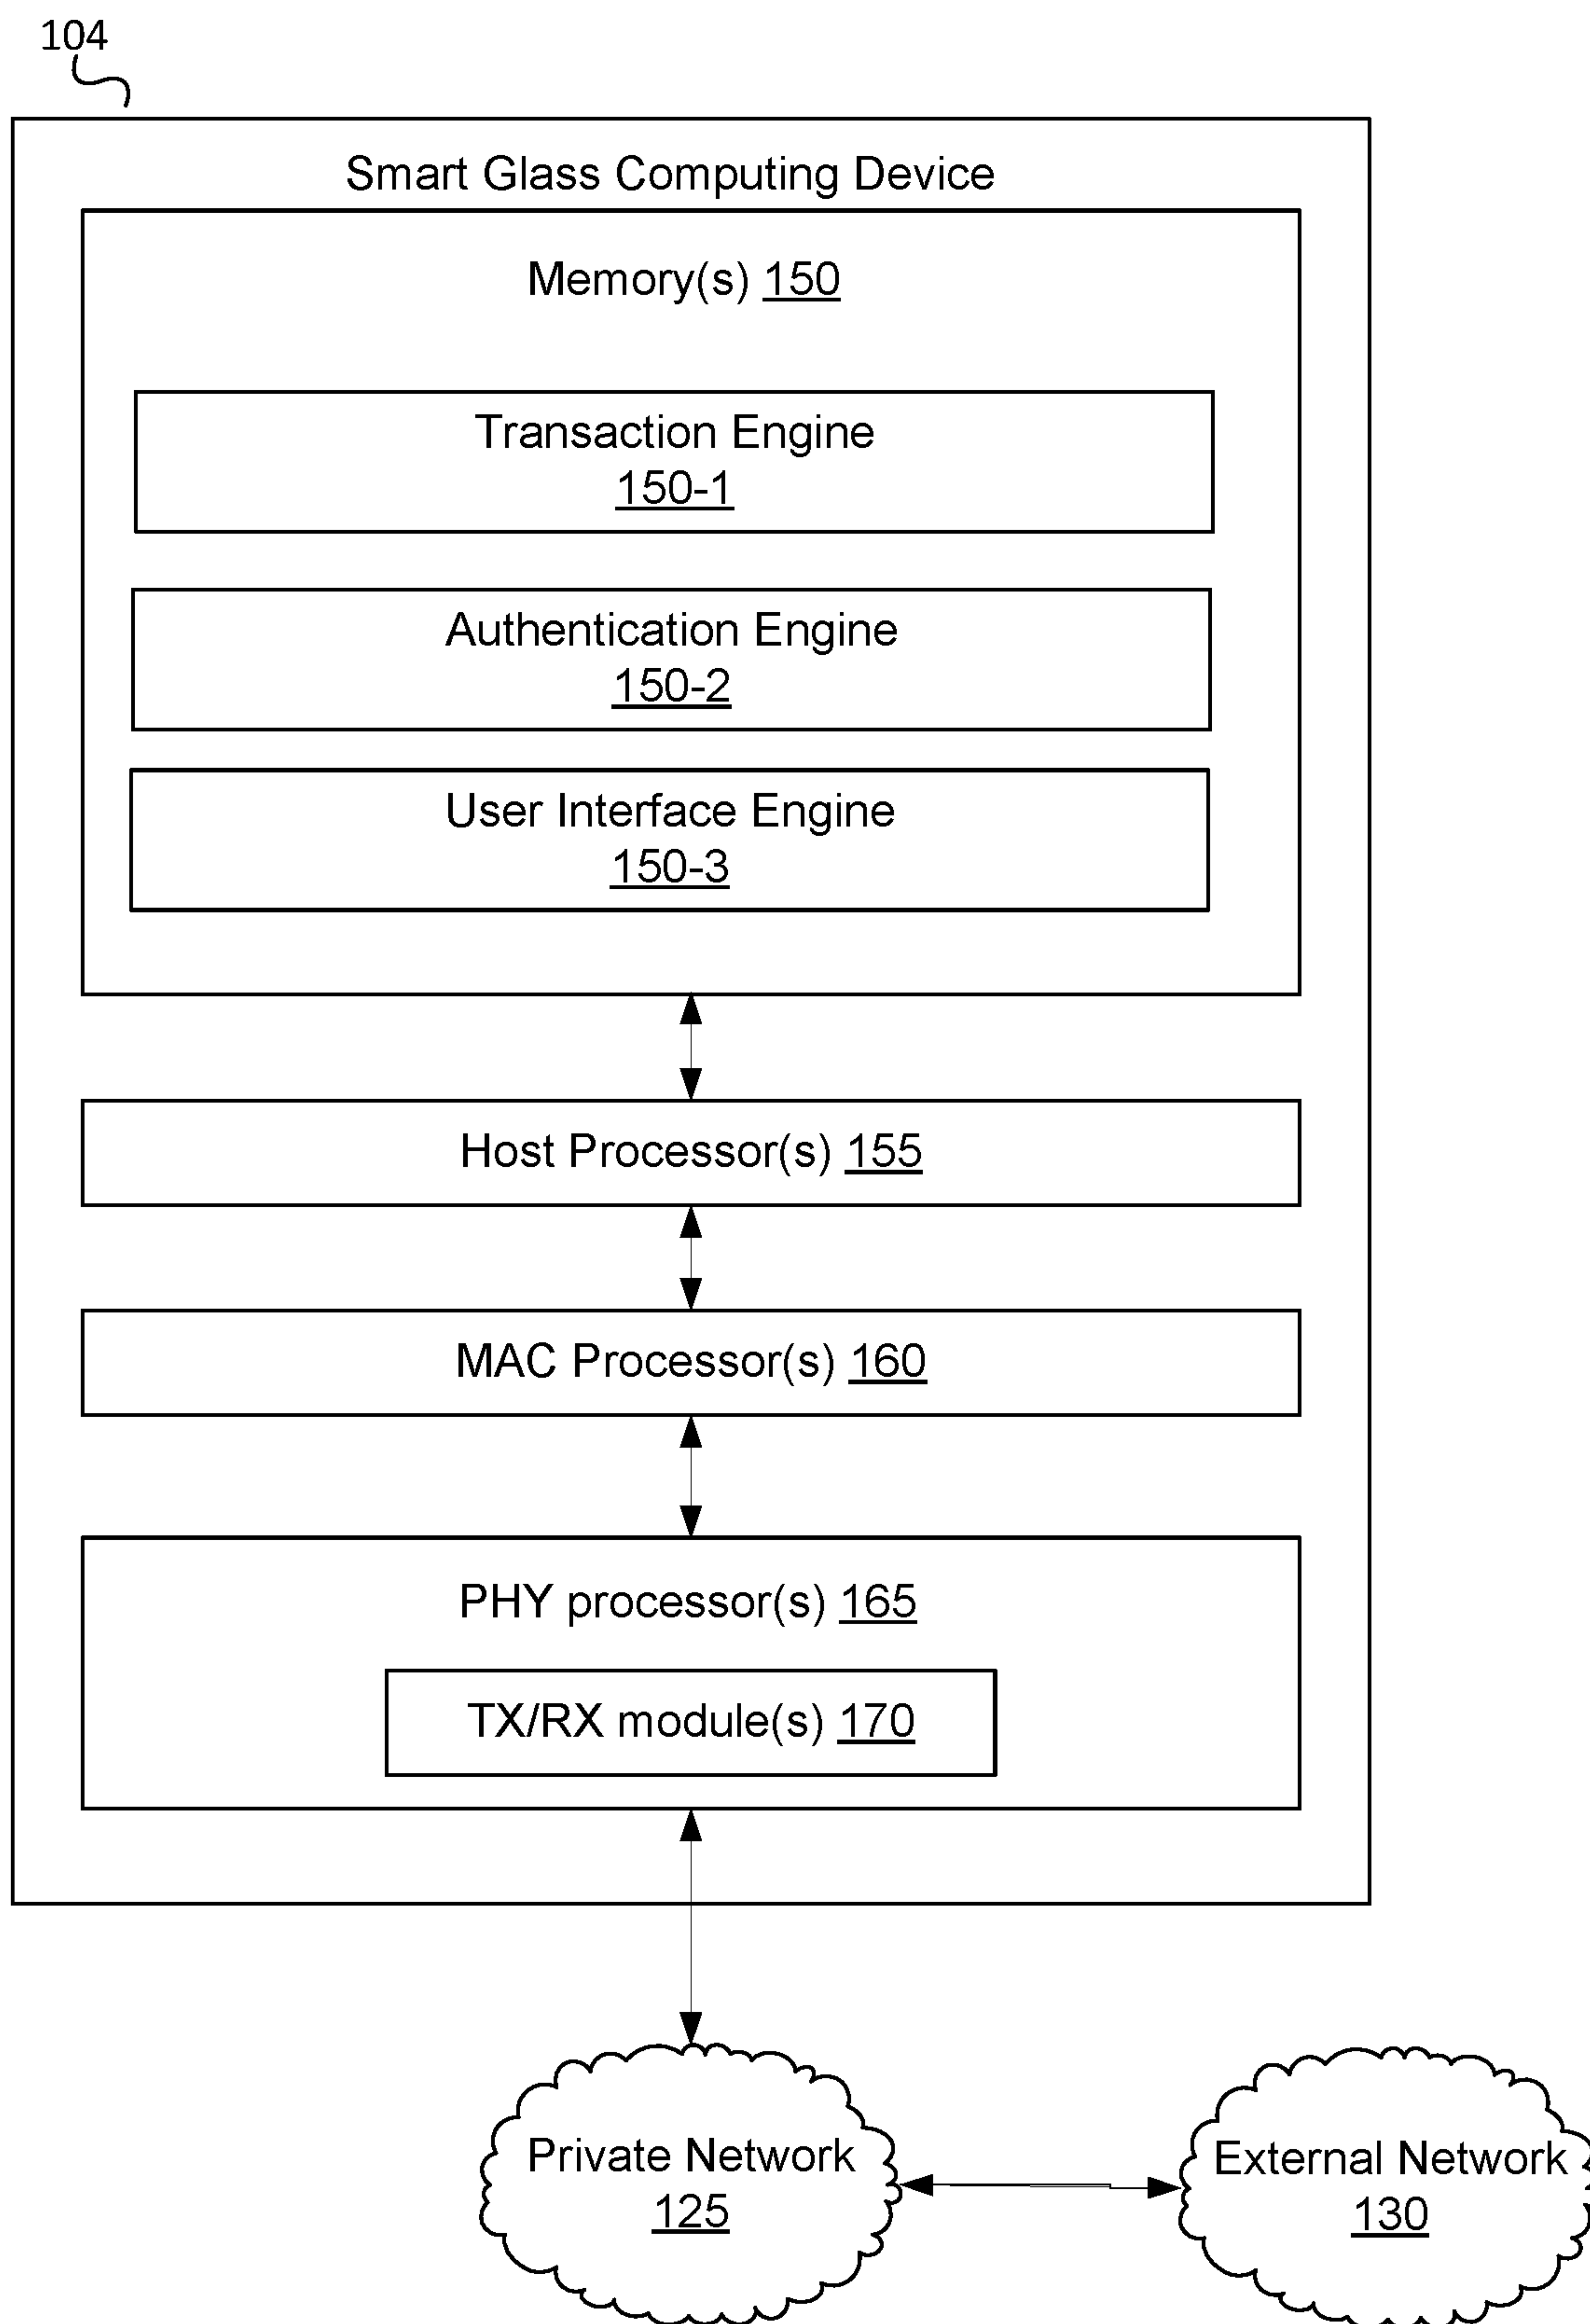 104
Smart Glass Computing Device
Memory(s) 150
Transaction Engine
150-1
Authentication Engine
150-2
User Interface Engine
150-3
Host Processor(s) 155
MAC Processor(s) 160
PHY processor(s) 165
TX/RX module(s) 170
Private Network
125
External Network
130